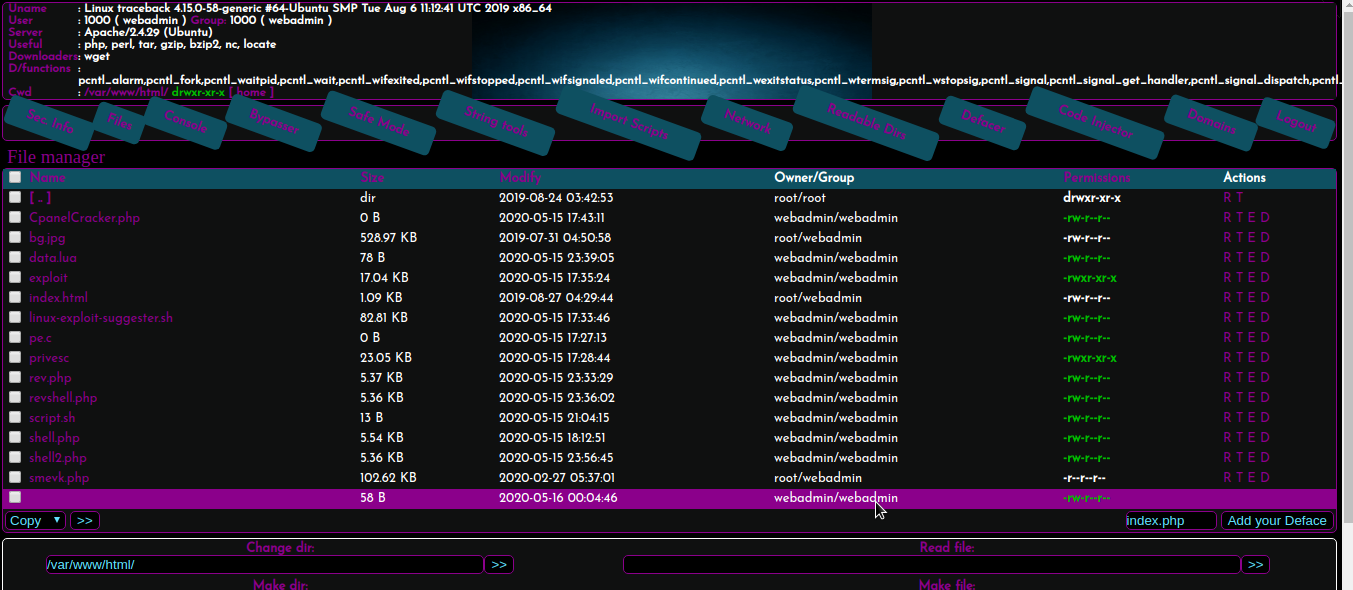 Uname : Linux traceback 4.15.0-58-generic #64-Ubuntu SMP Tue Aug 6 11:12:41 UTC 2019 x86_64
User : 1000 ( webadmin ) Group: 1000 ( webadmin )
Server : Apache/2.4.29 (Ubuntu)
Useful : php, perl, tar, gzip, bzip2, nc, locate
Downloaders: wget
D/functions :
pcntl_alarm,pcntl_fork,pcntl_waitpid,pcntl_wait,pcntl_wifexited,pcntl_wifstopped,pcntl_wifsignaled,pcntl_wifcontinued,pcntl_wexitstatus,pcntl_wtermsig,pcntl_wstopsig,pcntl_signal,pcntl_signal_get_handler,pcntl_signal_dispatch,pcntl.
Cwd : /var/www/html/ drwxr-xr-x [ home ]
Sec. Info Files Console Bypasser Safe Mode String tools Import Scripts Network Readable Dirs Defacer Code Injector Domains Logout
File manager
Name Size Modify Owner/Group Permissions Actions
[ .. ] dir 2019-08-24 03:42:53 root/root drwxr-xr-x R T
CpanelCracker.php 0 B 2020-05-15 17:43:11 webadmin/webadmin -rw-r--r-- R T E D
bg.jpg 528.97 KB 2019-07-31 04:50:58 root/webadmin -rw-r--r-- R T E D
data.lua 78 B 2020-05-15 23:39:05 webadmin/webadmin -rw-r--r-- R T E D
exploit 17.04 KB 2020-05-15 17:35:24 webadmin/webadmin -rwxr-xr-x R T E D
index.html 1.09 KB 2019-08-27 04:29:44 root/webadmin -rw-r--r-- R T E D
linux-exploit-suggester.sh 82.81 KB 2020-05-15 17:33:46 webadmin/webadmin -rw-r--r-- R T E D
pe.c 0 B 2020-05-15 17:27:13 webadmin/webadmin -rw-r--r-- R T E D
privesc 23.05 KB 2020-05-15 17:28:44 webadmin/webadmin -rwxr-xr-x R T E D
rev.php 5.37 KB 2020-05-15 23:33:29 webadmin/webadmin -rw-r--r-- R T E D
revshell.php 5.36 KB 2020-05-15 23:36:02 webadmin/webadmin -rw-r--r-- R T E D
script.sh 13 B 2020-05-15 21:04:15 webadmin/webadmin -rw-r--r-- R T E D
shell.php 5.54 KB 2020-05-15 18:12:51 webadmin/webadmin -rw-r--r-- R T E D
shell2.php 5.36 KB 2020-05-15 23:56:45 webadmin/webadmin -rw-r--r-- R T E D
smevk.php 102.62 KB 2020-02-27 05:37:01 root/webadmin -r--r--r-- R T E D
58 B 2020-05-16 00:04:46 webadmin/webadmin -rw-r--r--
Copy >> index.php Add your Deface
Change dir: Read file:
/var/www/html/ >> >>
Make dir: Make file: